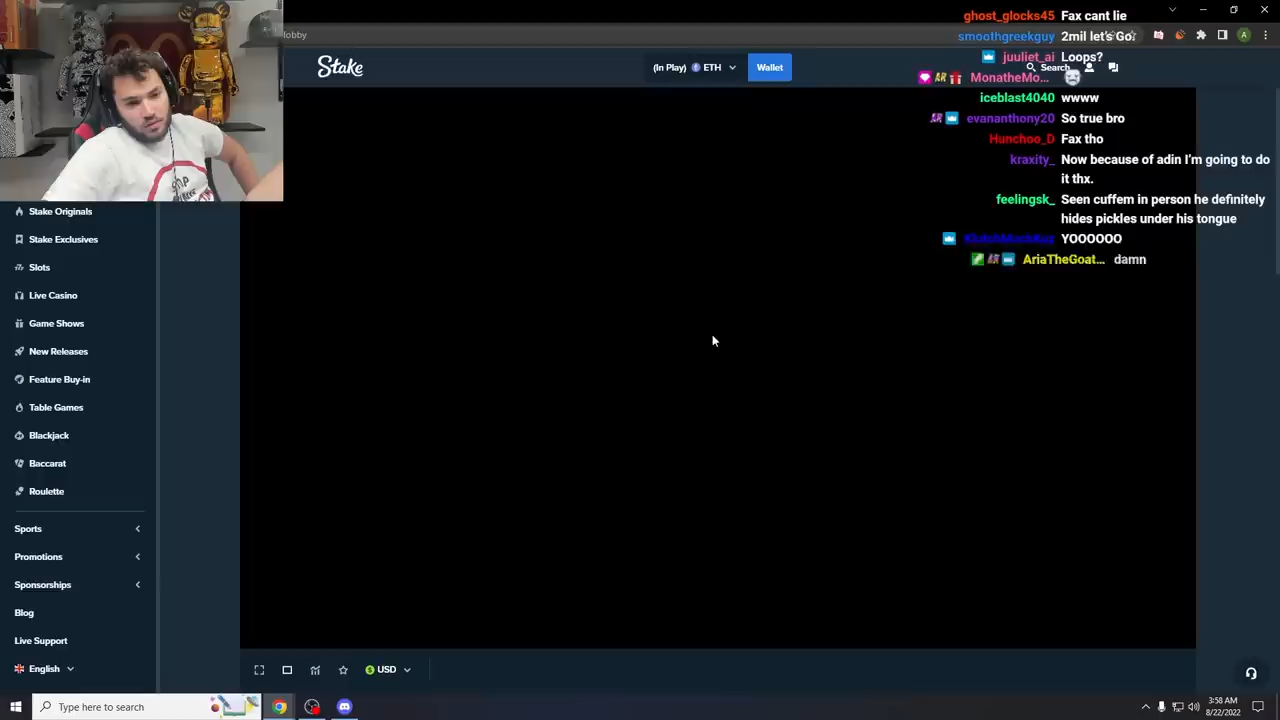 lobby
Stake
(In Play) ETH
Wallet
Search
ghost_glocks45 Fax cant lie
smoothgreekguy 2mil let's Go!
juuliet_ai Loops?
MonatheMo...
iceblast4040 wwww
evananthony20 So true bro
Hunchoo_D Fax tho
kraxity_ Now because of adin I'm going to do
it thx.
feelingsk_ Seen cuffem in person he definitely
hides pickles under his tongue
YOOOOOO
AriaTheGoat... damn
Stake Originals
Stake Exclusives
Slots
Live Casino
Game Shows
New Releases
Feature Buy-in
Table Games
Blackjack
Baccarat
Roulette
Sports
Promotions
Sponsorships
Blog
Live Support
English
USD
Type here to search
3:58 AM
8/22/2022